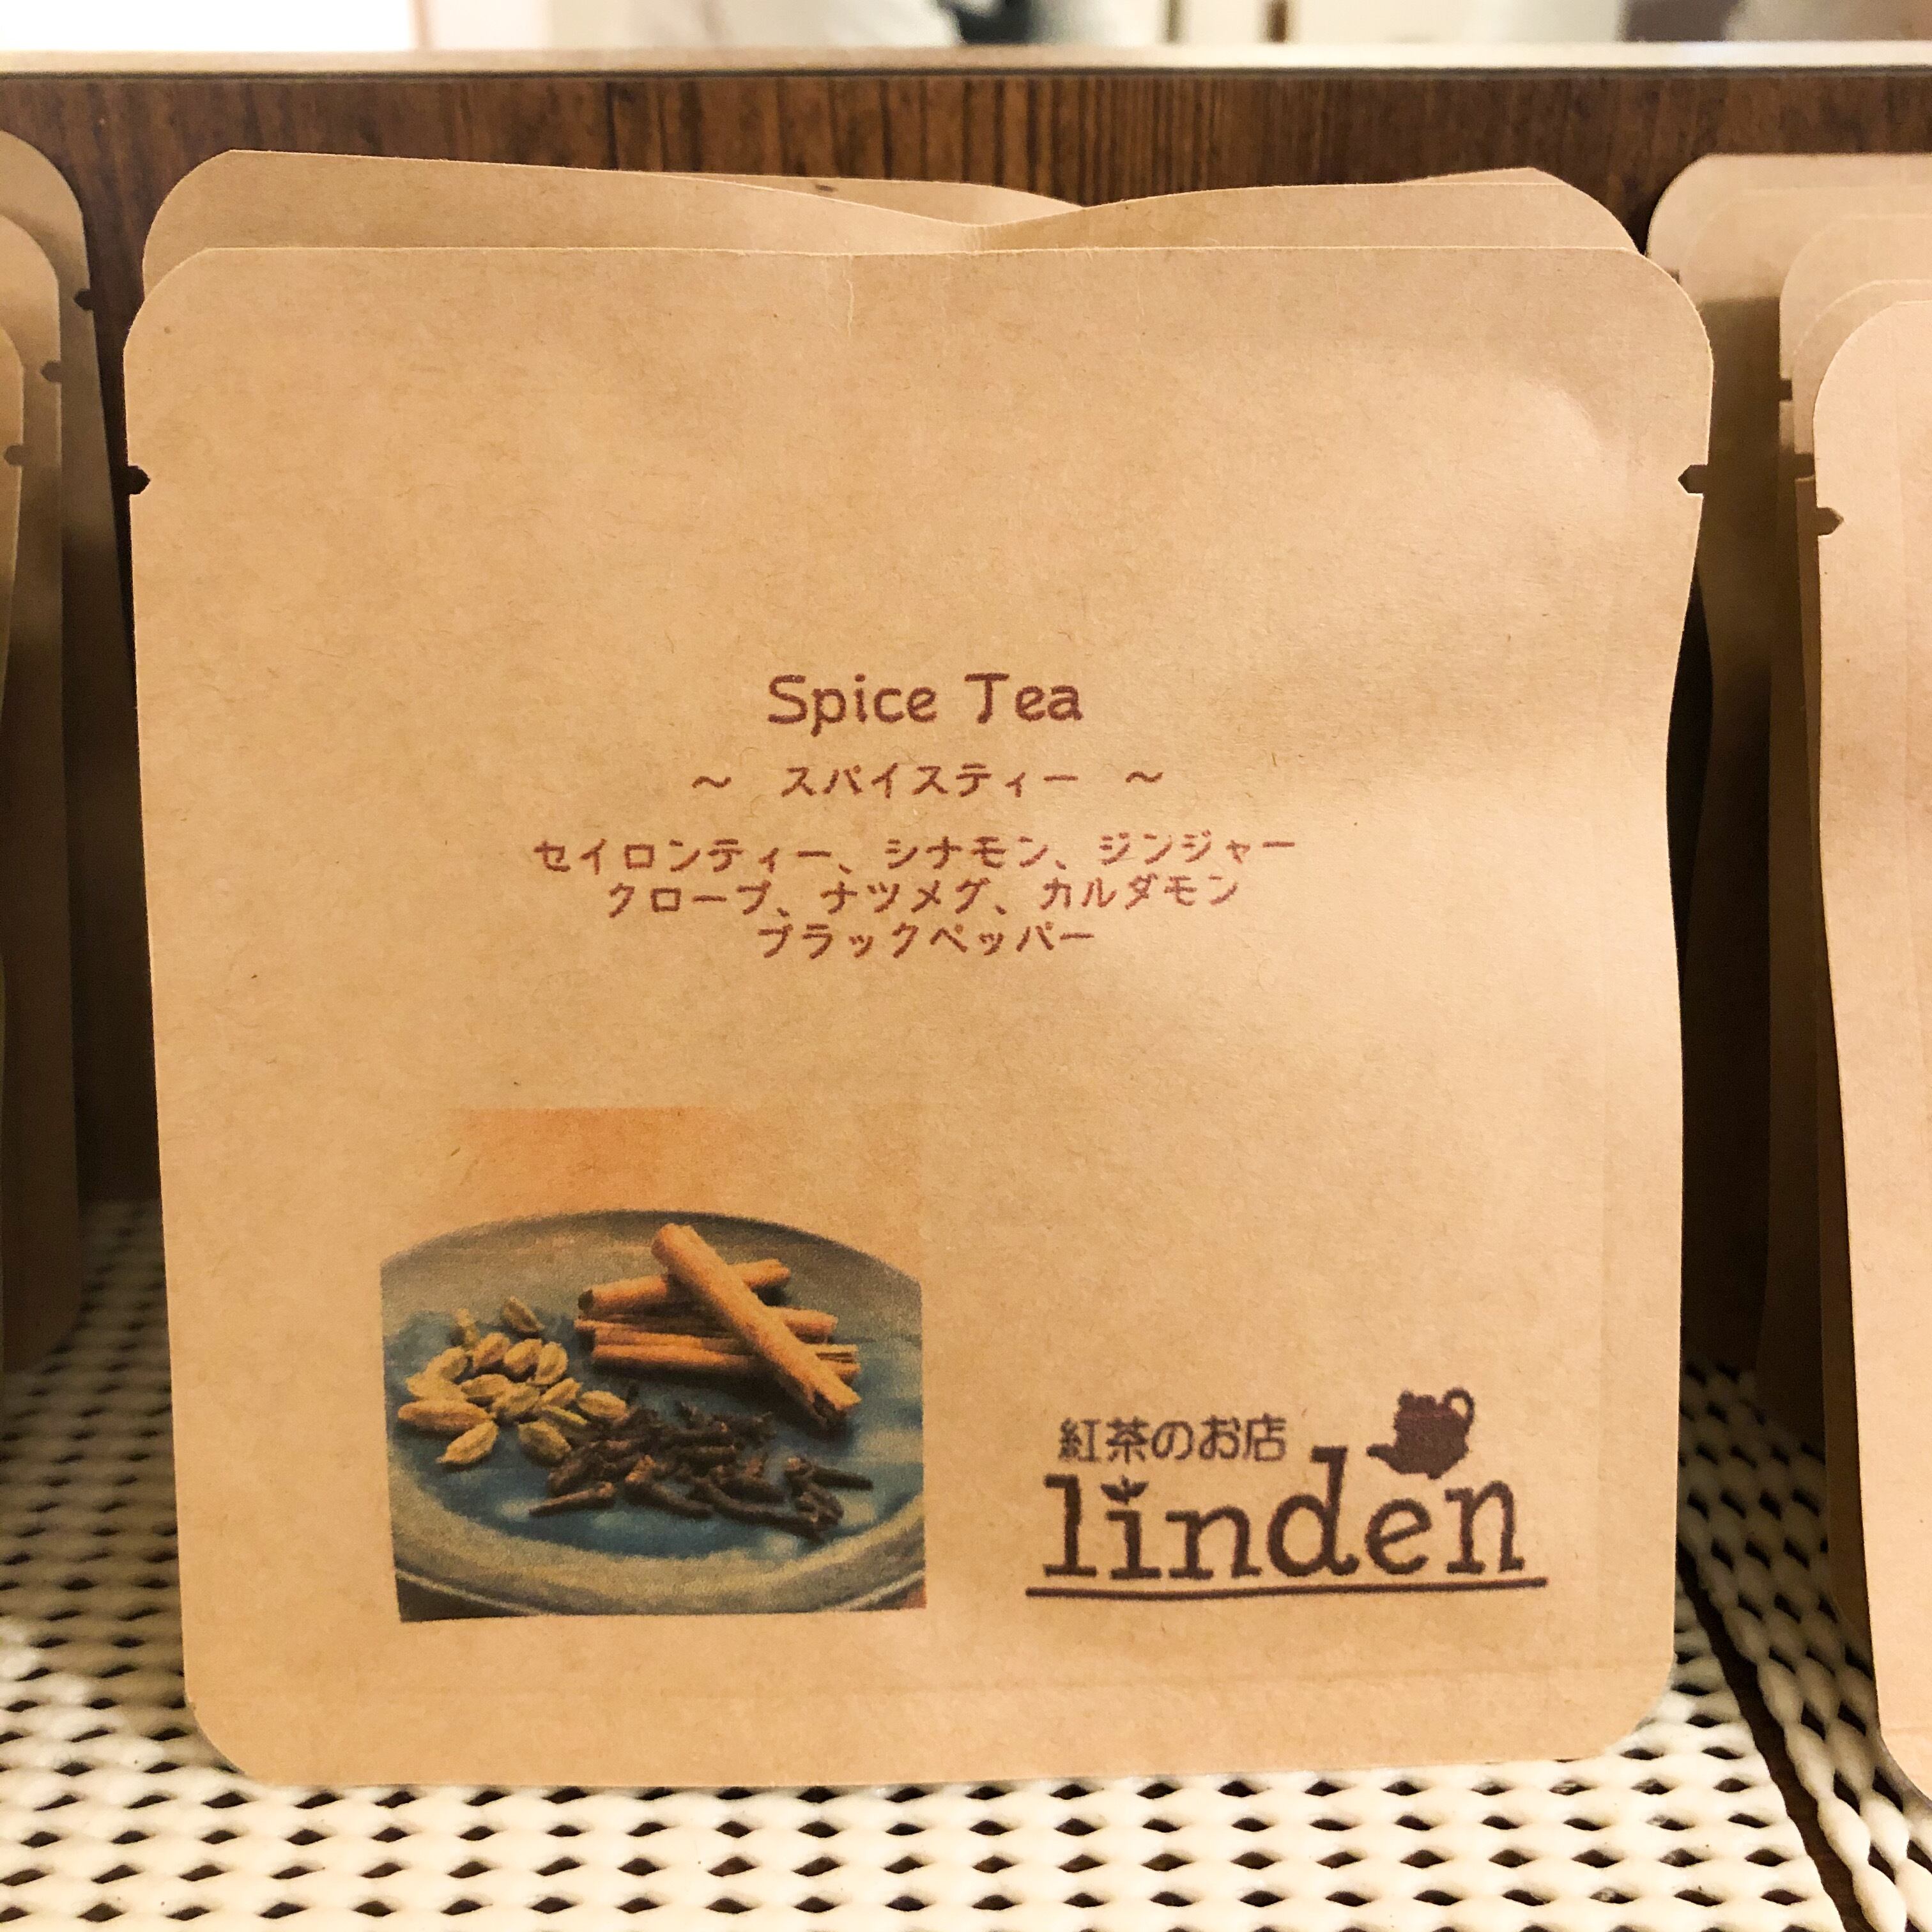 Spice Tea
～ スパイスティー ～
セイロンティー、シナモン、ジンジャー
クローブ、ナツメグ、カルダモン
ブラックペッパー
紅茶のお店
linden